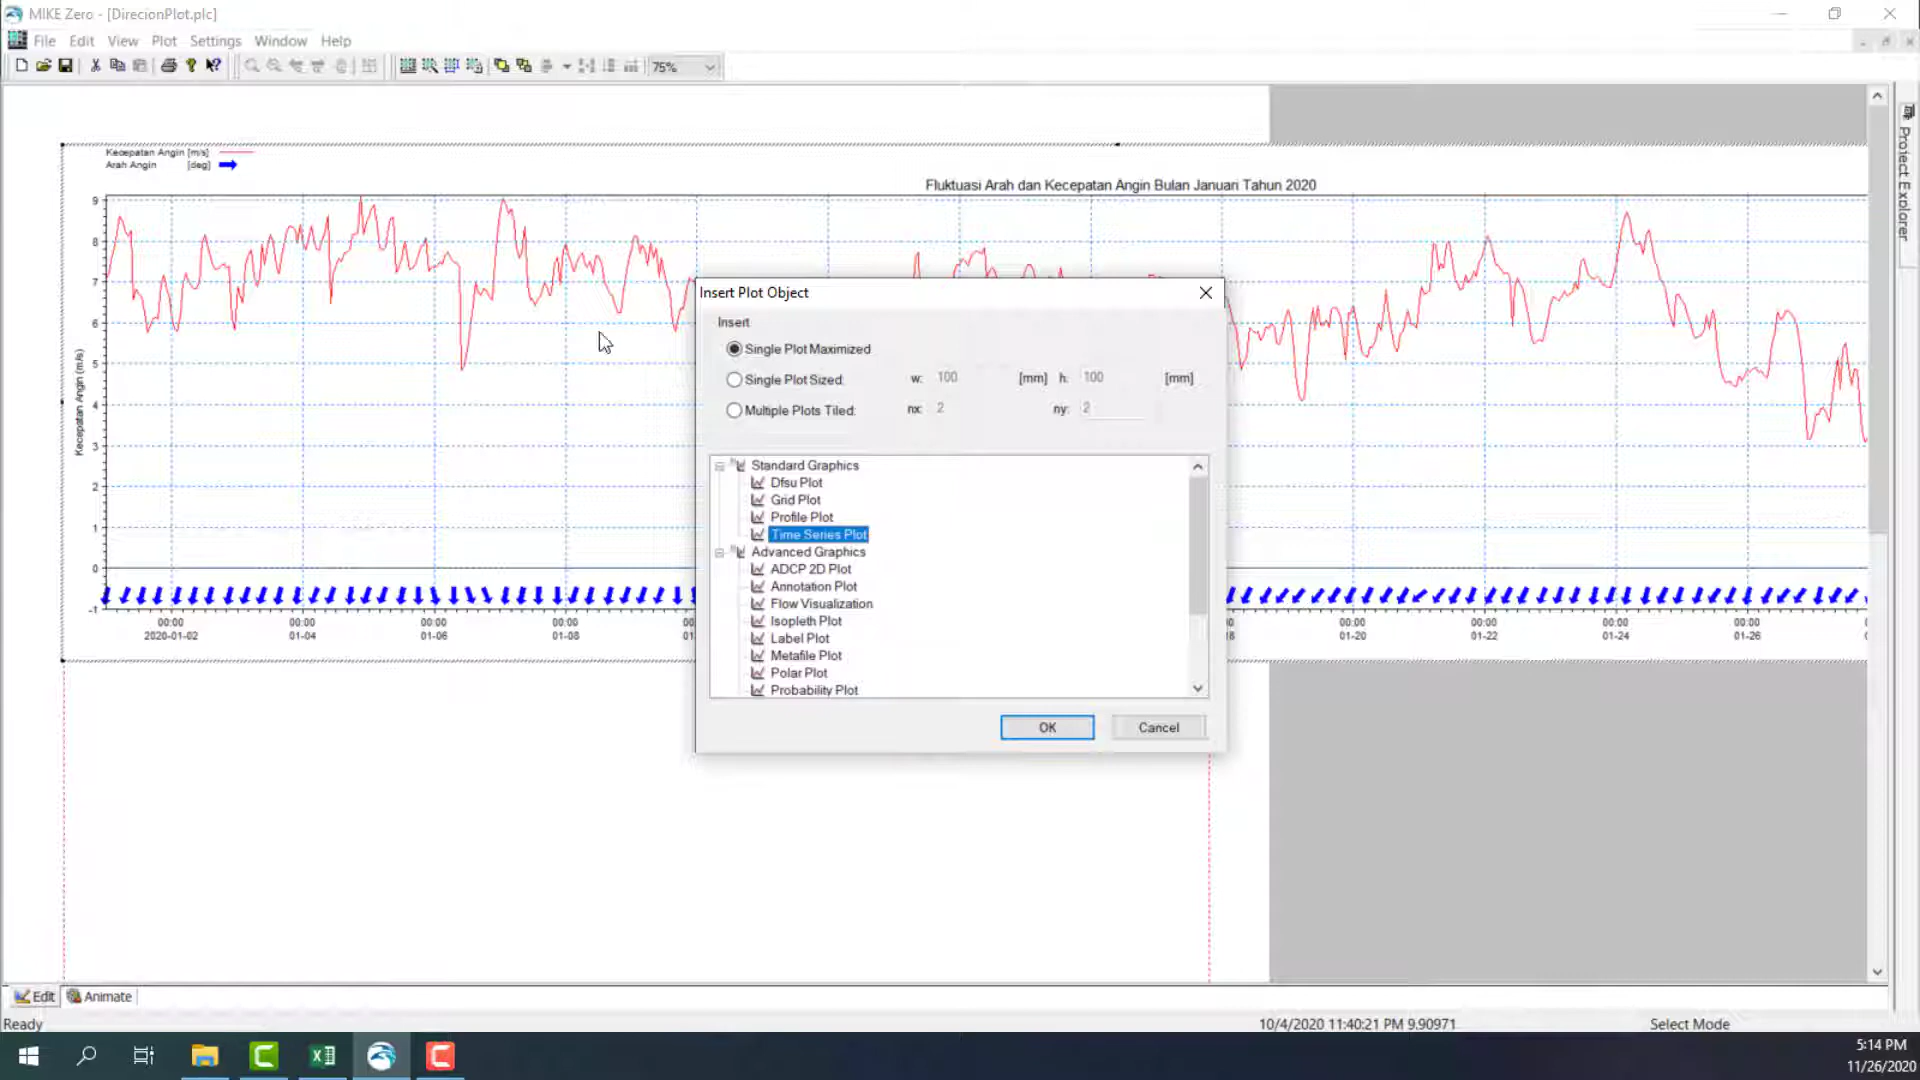 MIKE Zero - [DirecionPlot.plc]
File Edit View Plot Settings Window Help
75%
Project Explorer
Kecepatan Angin [m/s]
Arah Angin [deg]
Fluktuasi Arah dan Kecepatan Angin Bulan Januari Tahun 2020
Kecepatan Angin (m/s)
9
8
7
6
5
4
3
2
1
0
-1
00:00 00:00 00:00 00:00 00:00 00:00 00:00 00:00
2020-01-02 01-04 01-06 01-08 01-20 01-22 01-24 01-26
Insert Plot Object
Insert
Single Plot Maximized
Single Plot Sized: w: 100 [mm] h: 100 [mm]
Multiple Plots Tiled: nx: 2 ny: 2
Standard Graphics
Dfsu Plot
Grid Plot
Profile Plot
Time Series Plot
Advanced Graphics
ADCP 2D Plot
Annotation Plot
Flow Visualization
Isopleth Plot
Label Plot
Metafile Plot
Polar Plot
Probability Plot
OK Cancel
Edit Animate
Ready 10/4/2020 11:40:21 PM 9.90971 Select Mode
5:14 PM
11/26/2020